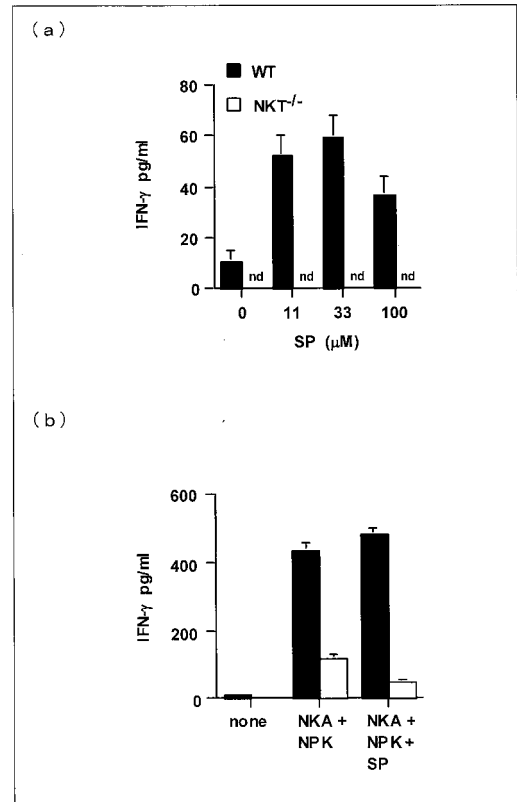 (a)
WT
NKT-/-
80
60
40
20
0
IFN-γ pg/ml
nd nd nd nd
0 11 33 100
SP (μM)
(b)
600
400
200
0
IFN-γ pg/ml
none NKA + NKA +
NPK NPK +
SP